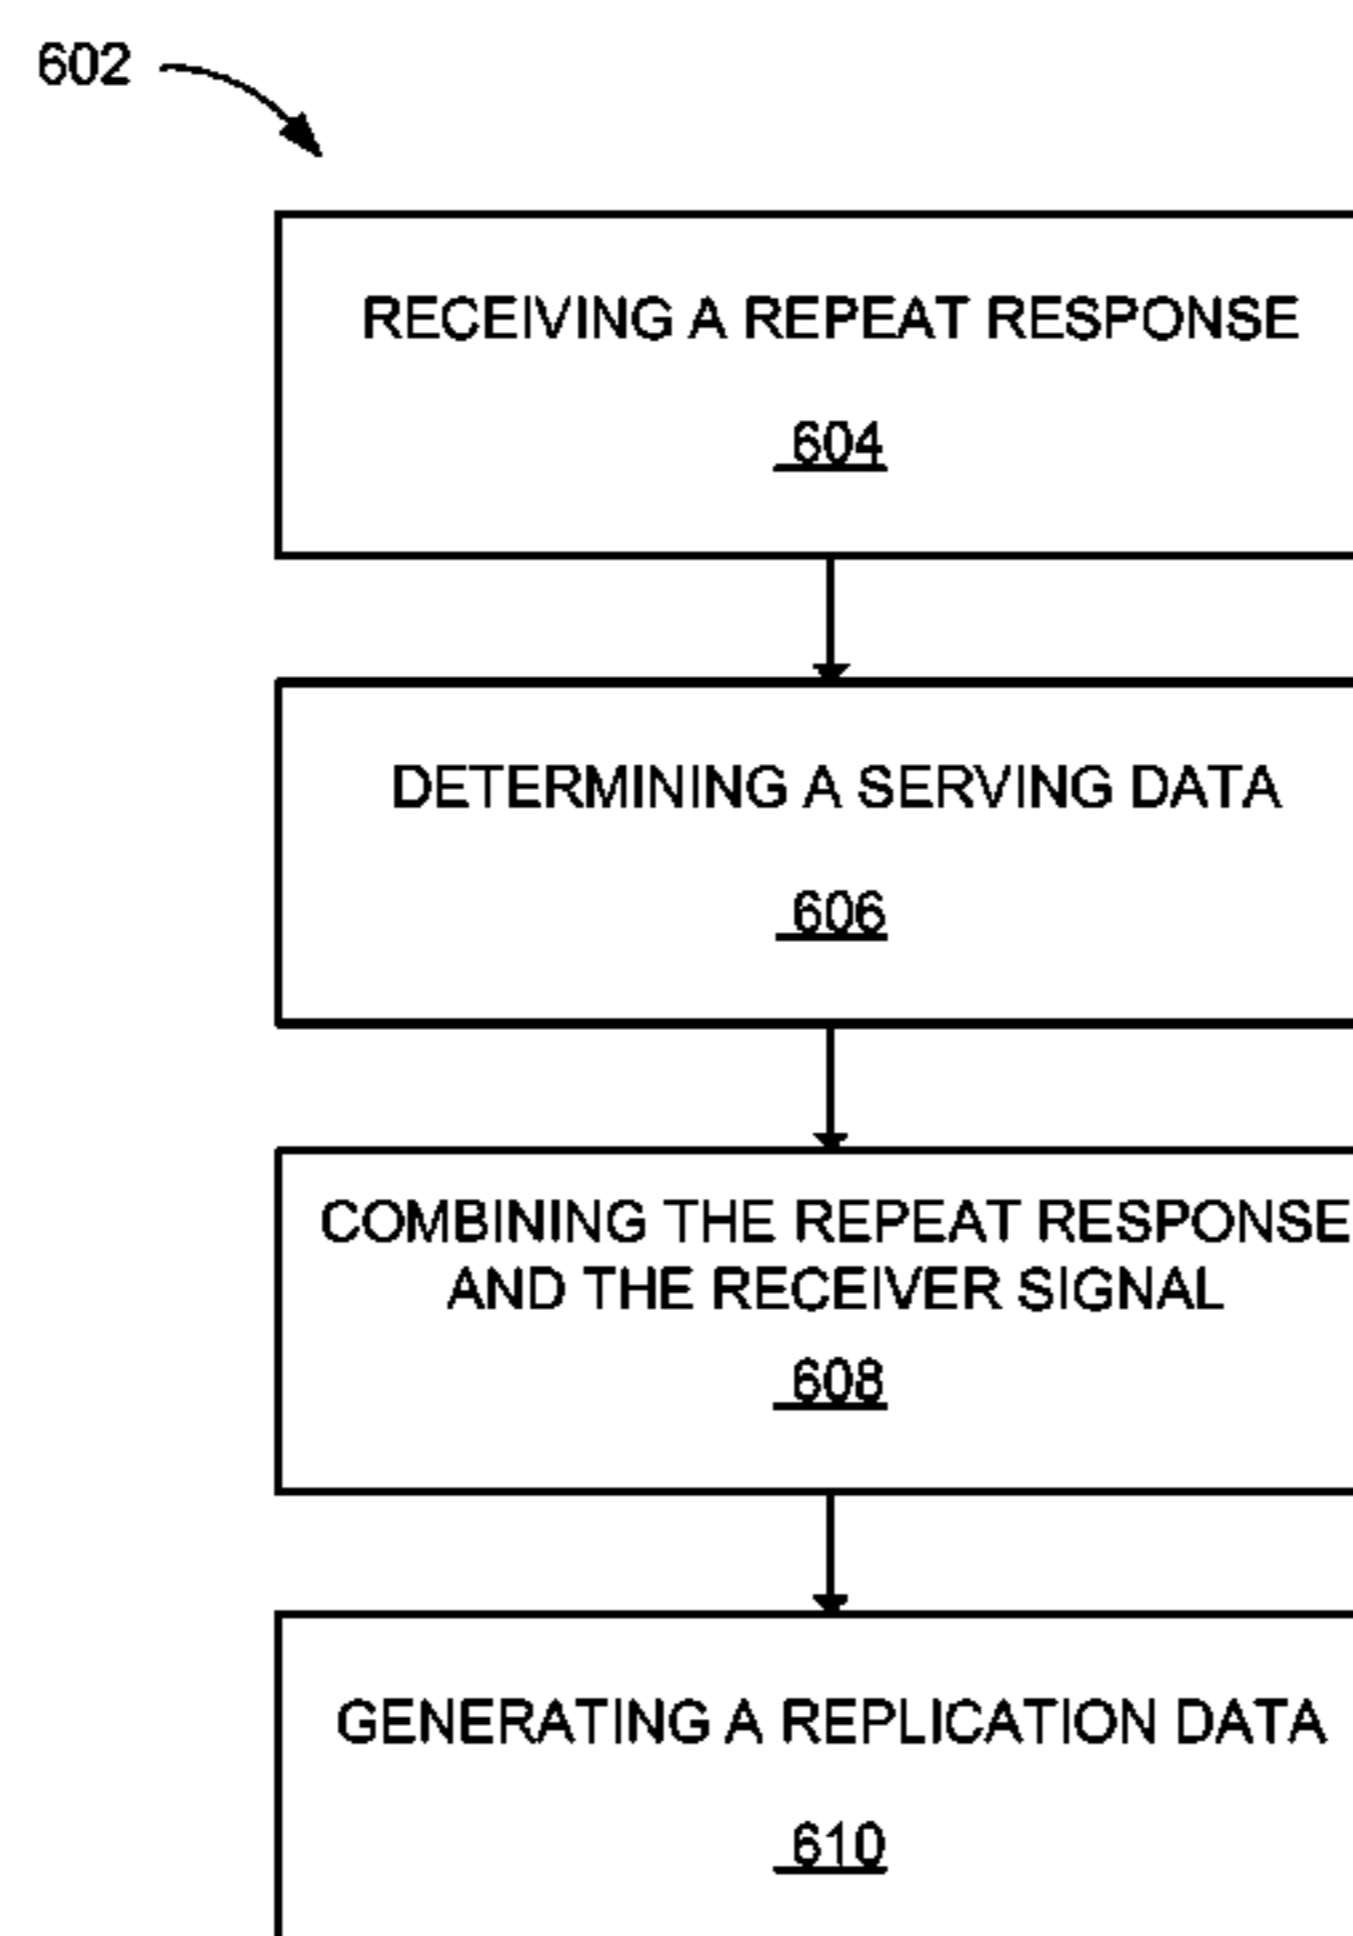 602
RECEIVING A REPEAT RESPONSE
604
DETERMINING A SERVING DATA
606
COMBINING THE REPEAT RESPONSE
AND THE RECEIVER SIGNAL
608
GENERATING A REPLICATION DATA
610